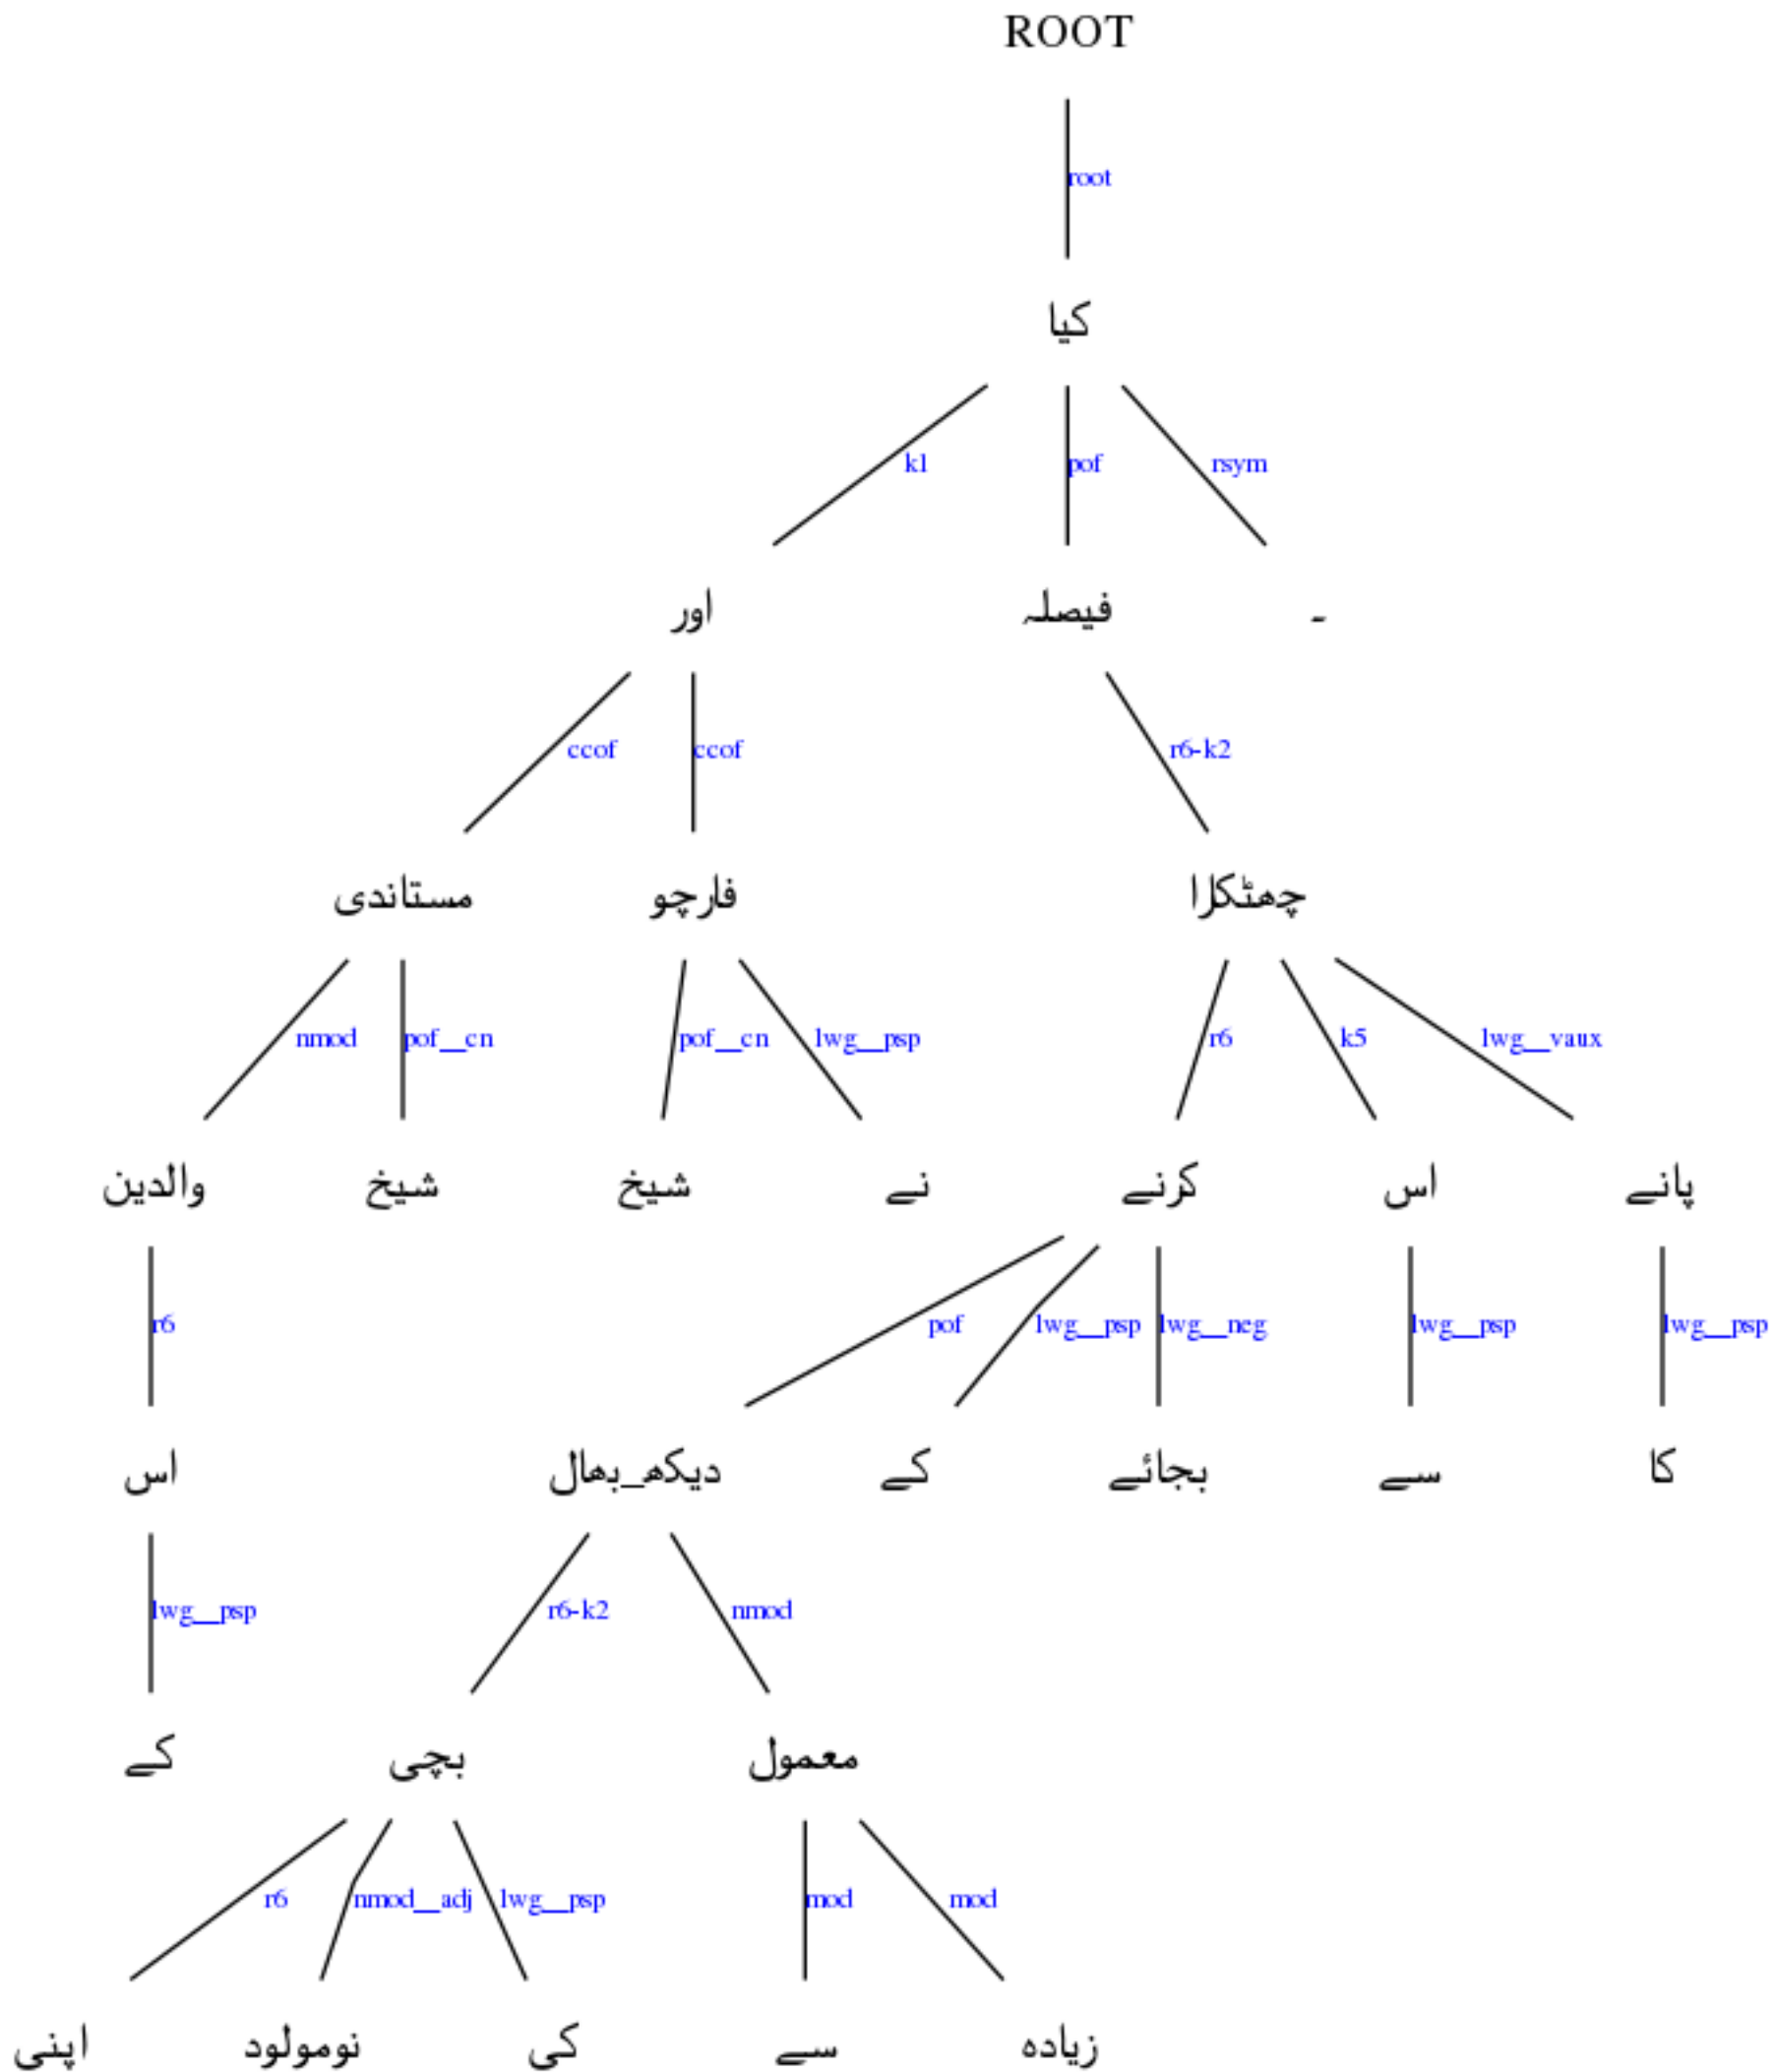 ROOT
root
کیا
k1 pof rsym
اور فیصلہ ۔
ccof ccof r6-k2
مستاندی فارچو چھٹکارا
nmod pof__cn pof__cn lwg__psp r6 k5 lwg__vaux
والدین شیخ شیخ نے کرنے اس پانے
r6 pof lwg__psp lwg__neg lwg__psp lwg__psp
اس دیکھ_بھال کے بجائے سے کا
lwg__psp r6-k2 nmod
کے بچی معمول
r6 nmod__adj lwg__psp mod mod
اپنی نومولود کی سے زیادہ